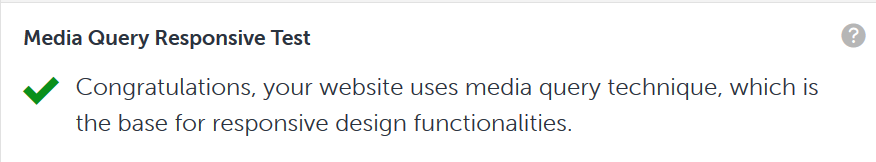 Media Query Responsive Test
?
Congratulations, your website uses media query technique, which is
the base for responsive design functionalities.